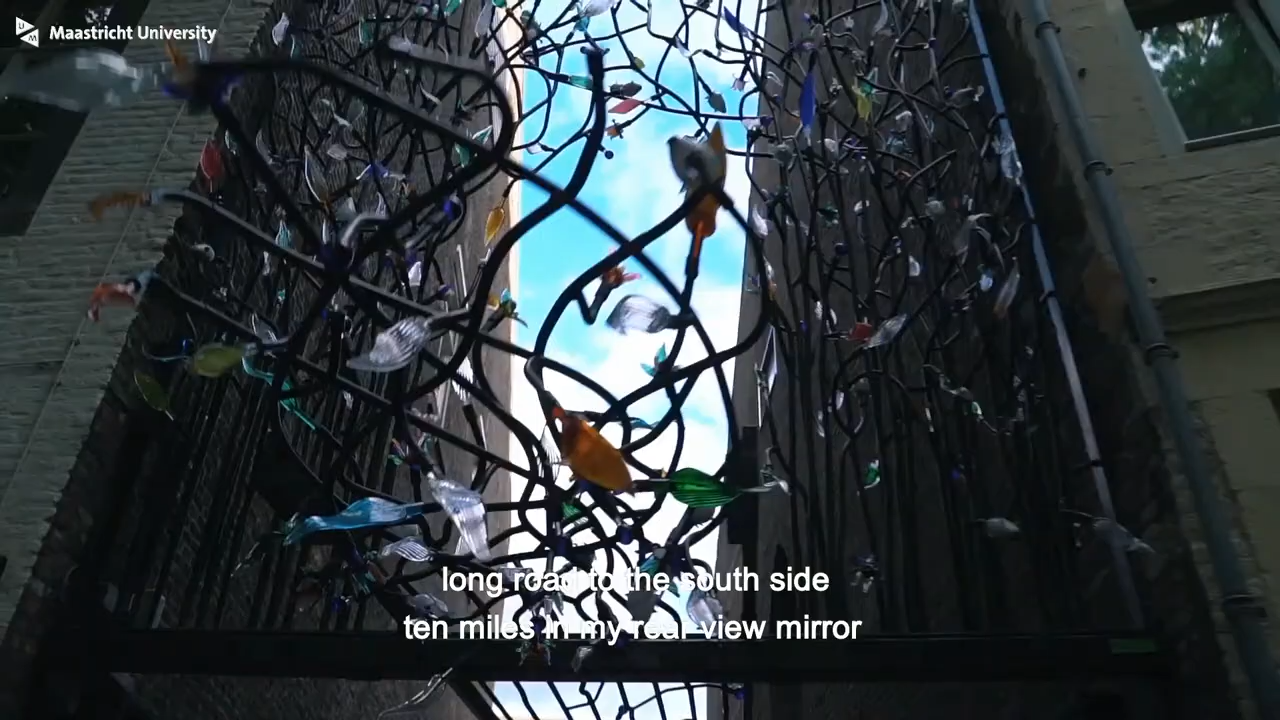 Maastricht University
long road to the south side
ten miles in my rear view mirror